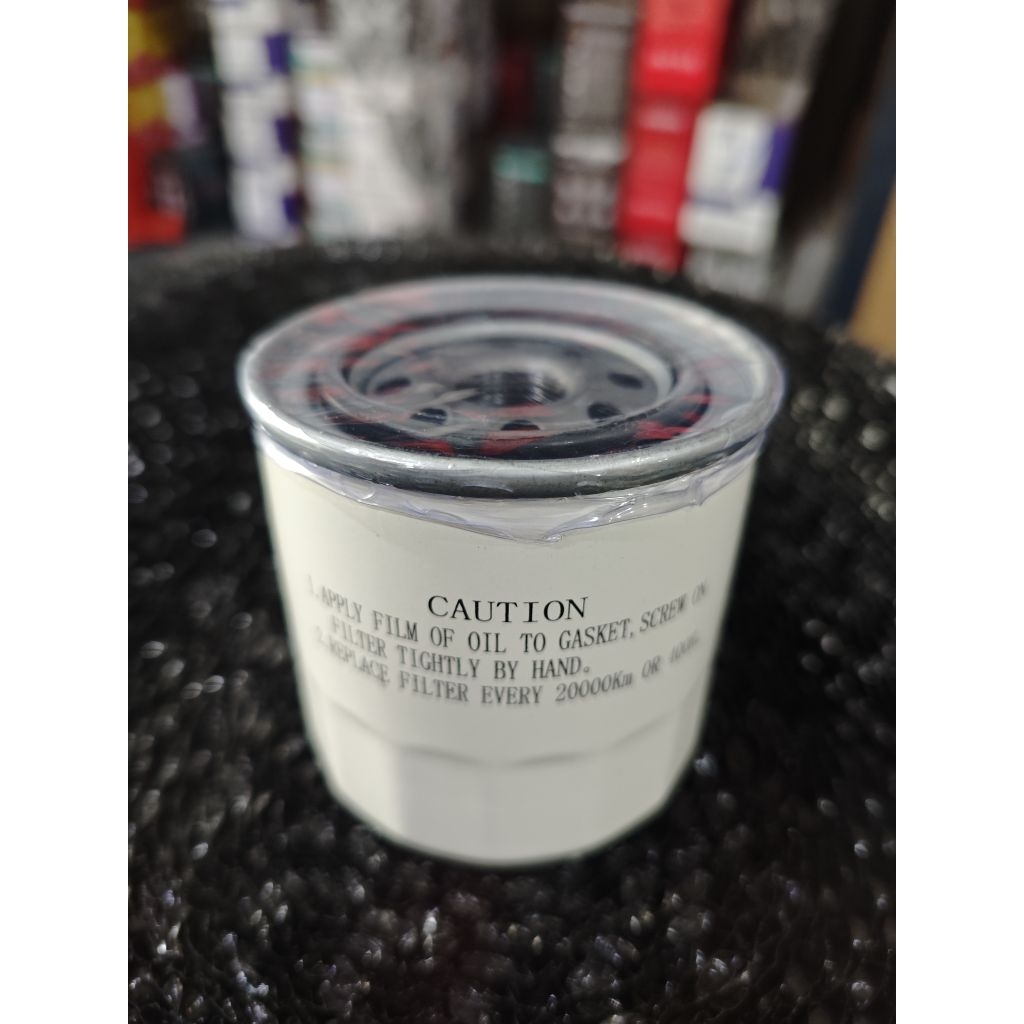 CAUTION
1.APPLY FILM OF OIL TO GASKET, SCREW ON
FILTER TIGHTLY BY HAND。
2.REPLACE FILTER EVERY 20000Km OR